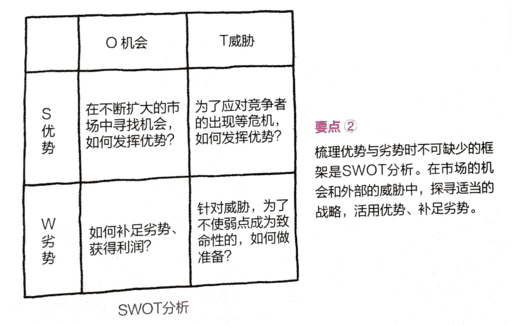 O 机会
T威胁
S
优
势
在不断扩大的市
场中寻找机会，
如何发挥优势？
为了应对竞争者
的出现等危机，
如何发挥优势？
W
劣
势
如何补足劣势、
获得利润？
针对威胁，为了
不使弱点成为致
命性的，如何做
准备？
SWOT分析
要点 ②
梳理优势与劣势时不可缺少的框
架是SWOT分析。在市场的机
会和外部的威胁中，探寻适当的
战略，活用优势、补足劣势。